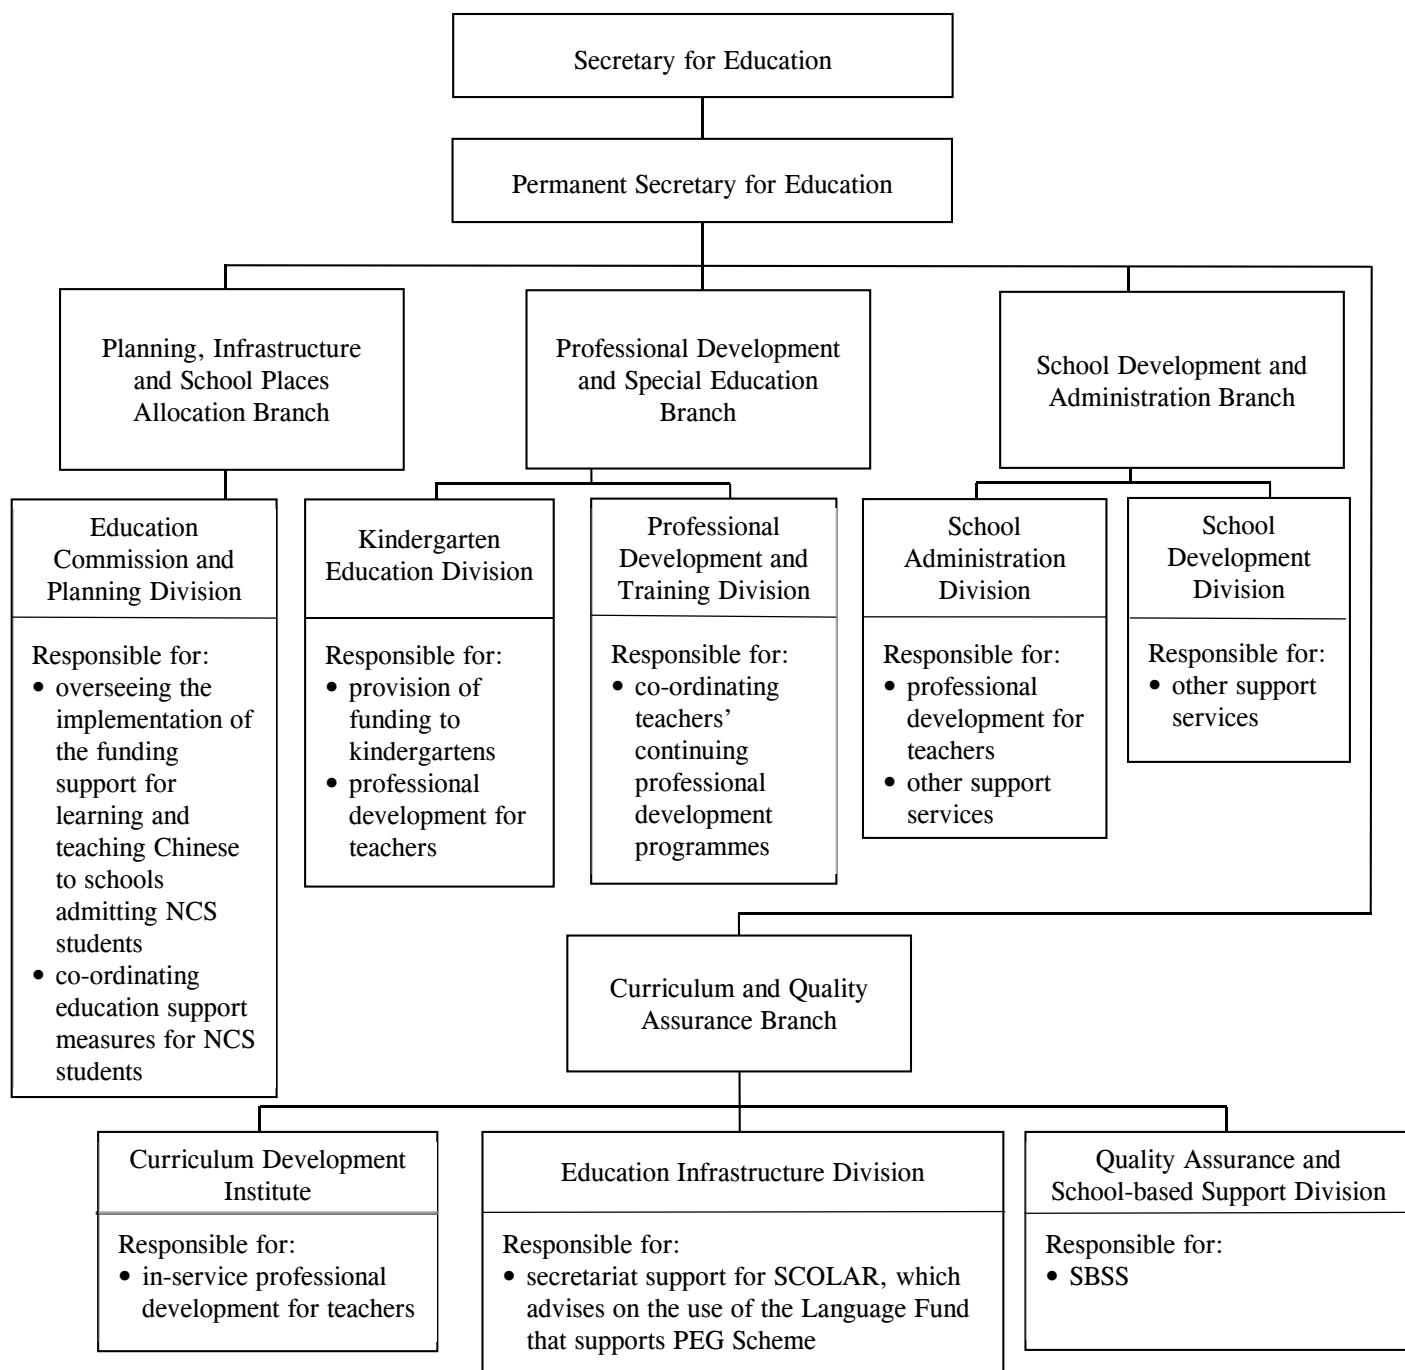 Secretary for Education
Permanent Secretary for Education
Planning, Infrastructure
and School Places
Allocation Branch
Professional Development
and Special Education
Branch
School Development and
Administration Branch
Education
Commission and
Planning Division
Responsible for:
• overseeing the
implementation of
the funding
support for
learning and
teaching Chinese
to schools
admitting NCS
students
• co-ordinating
education support
measures for NCS
students
Kindergarten
Education Division
Responsible for:
• provision of
funding to
kindergartens
• professional
development for
teachers
Professional
Development and
Training Division
Responsible for:
• co-ordinating
teachers’
continuing
professional
development
programmes
School
Administration
Division
Responsible for:
• professional
development for
teachers
• other support
services
School
Development
Division
Responsible for:
• other support
services
Curriculum and Quality
Assurance Branch
Curriculum Development
Institute
Responsible for:
• in-service professional
development for teachers
Education Infrastructure Division
Responsible for:
• secretariat support for SCOLAR, which
advises on the use of the Language Fund
that supports PEG Scheme
Quality Assurance and
School-based Support Division
Responsible for:
• SBSS